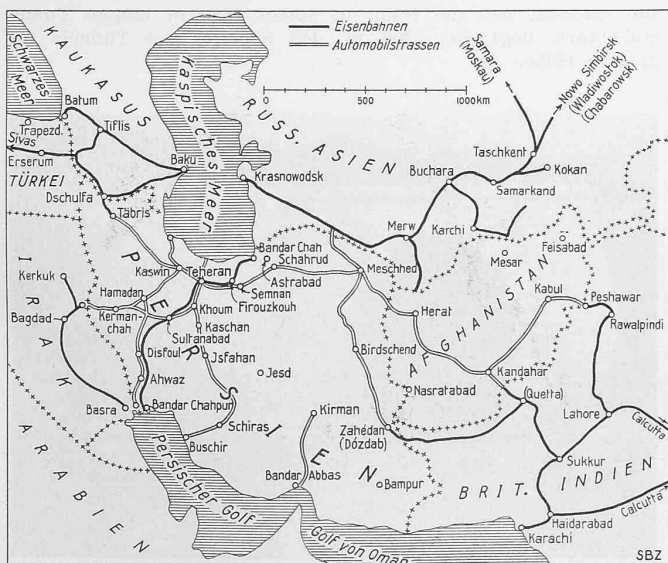 Eisenbahnen
Automobilstrassen
0 500 1000km
KAUKASUS
Schwarzes Meer
Kaspisches Meer
RUSS. ASIEN
Samara (Moskau)
Nowo Simbirsk (Wladiwostok) (Chabarowsk)
Batum
Trapezd.
Tiflis
Sivas
Erserum
TÜRKEI
Baku
Krasnowodsk
Taschkent
Kokan
Buchara
Samarkand
Dschulfa
Täbris
Merw
Karchi
Mesar
Feisabad
Bandar Chah
Schahrud
Kaswin
Teheran
Astrabad
Meschhed
Semnan
Firouzkouh
Kerkuk
IRAK
PERSIEN
AFGHANISTAN
Hamadan
Kerman-chah
Khoum
Kaschan
Herat
Kabul
Peshawar
Rawalpindi
Bagdad
Sultanabad
Disfoul
Jsfahan
Birdschend
Kandahar
Ahwaz
Jesd
Nasratabad
(Quetta)
Lahore
Basra
Bandar Chahpur
Kirman
Zahédan (Dózdab)
Calcutta
Schiras
Buschir
Sukkur
ARABIEN
Persischer Golf
Bandar Abbas
Bampur
BRIT. INDIEN
Calcutta
Golf von Oman
Haidarabad
Karachi
SBZ